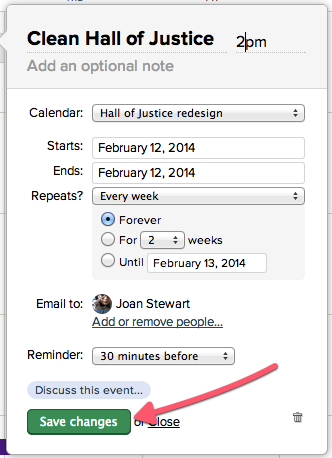 Clean Hall of Justice 2pm
Add an optional note
Calendar: Hall of Justice redesign
Starts: February 12, 2014
Ends: February 12, 2014
Repeats? Every week
Forever
For 2 weeks
Until February 13, 2014
Email to: Joan Stewart
Add or remove people...
Reminder: 30 minutes before
Discuss this event...
Save changes or Close